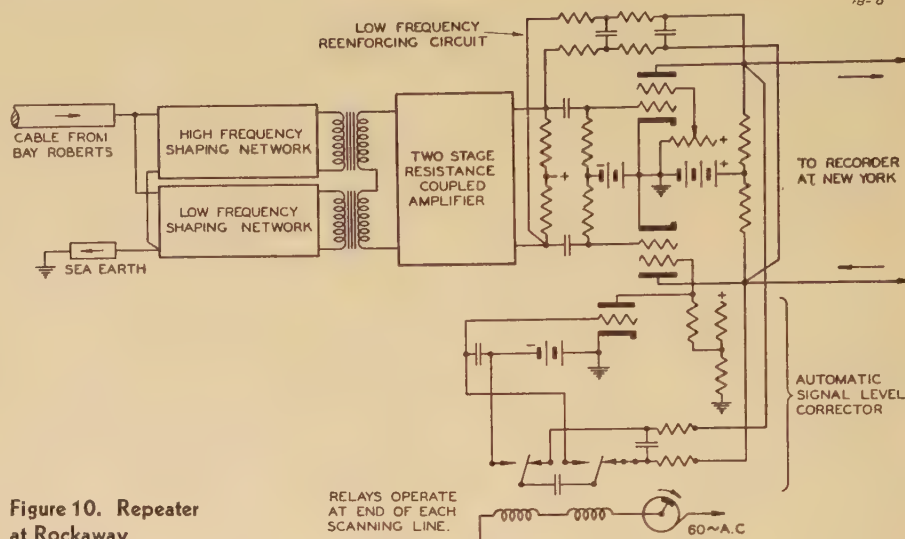 LOW FREQUENCY
REENFORCING CIRCUIT
CABLE FROM
BAY ROBERTS
HIGH FREQUENCY
SHAPING NETWORK
LOW FREQUENCY
SHAPING NETWORK
SEA EARTH
TWO STAGE
RESISTANCE
COUPLED
AMPLIFIER
+
−
+
+
TO RECORDER
AT NEW YORK
−
+
AUTOMATIC
SIGNAL LEVEL
CORRECTOR
RELAYS OPERATE
AT END OF EACH
SCANNING LINE.
60~A.C
Figure 10. Repeater
at Rockaway